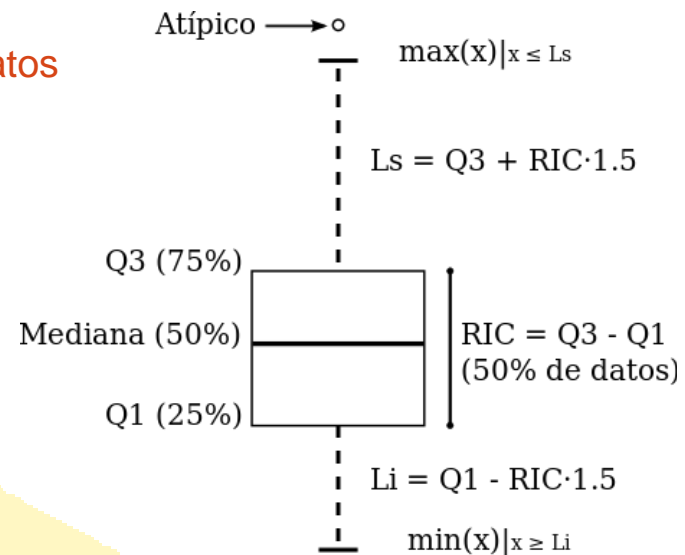 Atípico
max(x)|x ≤ Ls
atos
Ls = Q3 + RIC·1.5
Q3 (75%)
Mediana (50%)
RIC = Q3 - Q1
(50% de datos)
Q1 (25%)
Li = Q1 - RIC·1.5
min(x)|x ≥ Li